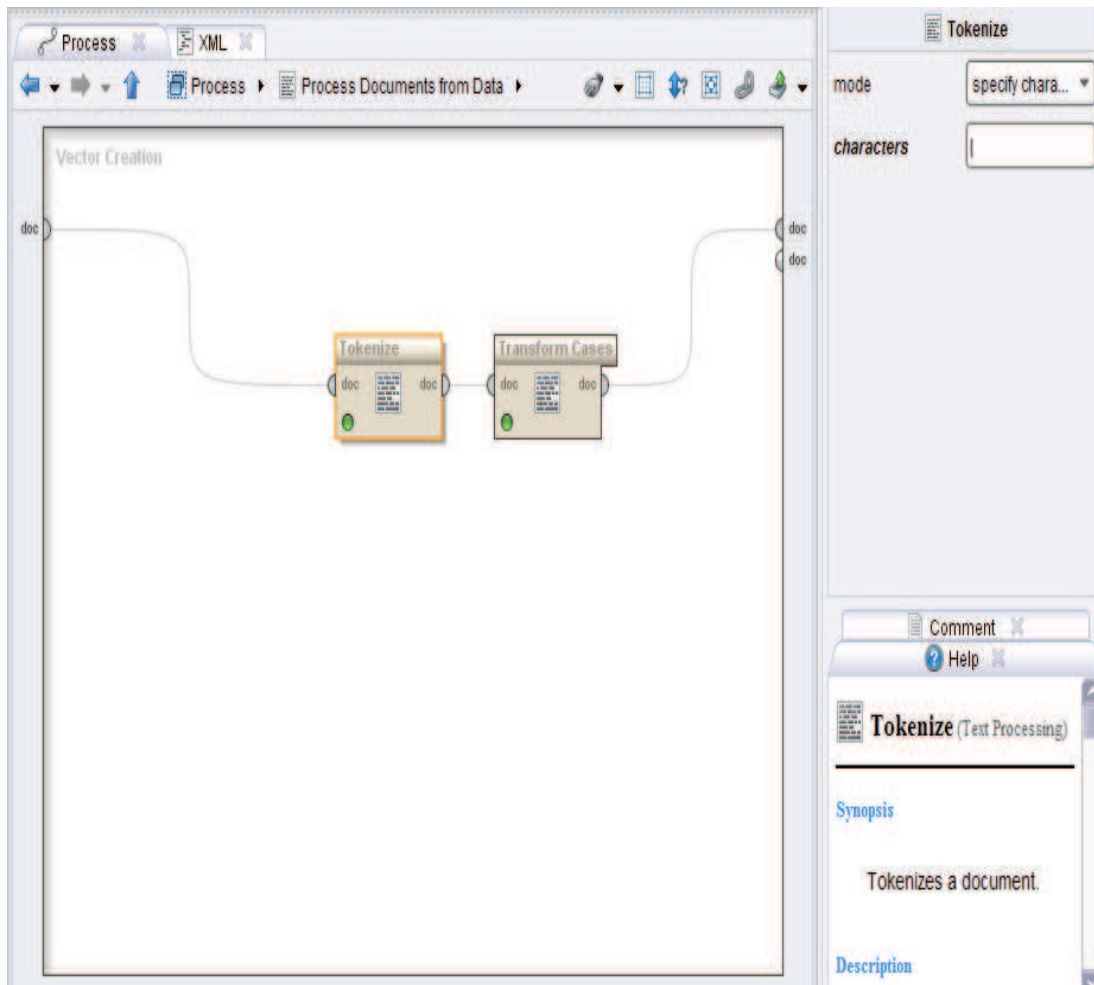 Process
XML
Process
Process Documents from Data
Vector Creation
doc
doc
doc
Tokenize
Transform Cases
doc
doc
doc
doc
Tokenize
mode
specify chara...
characters
|
Comment
Help
Tokenize (Text Processing)
Synopsis
Tokenizes a document.
Description